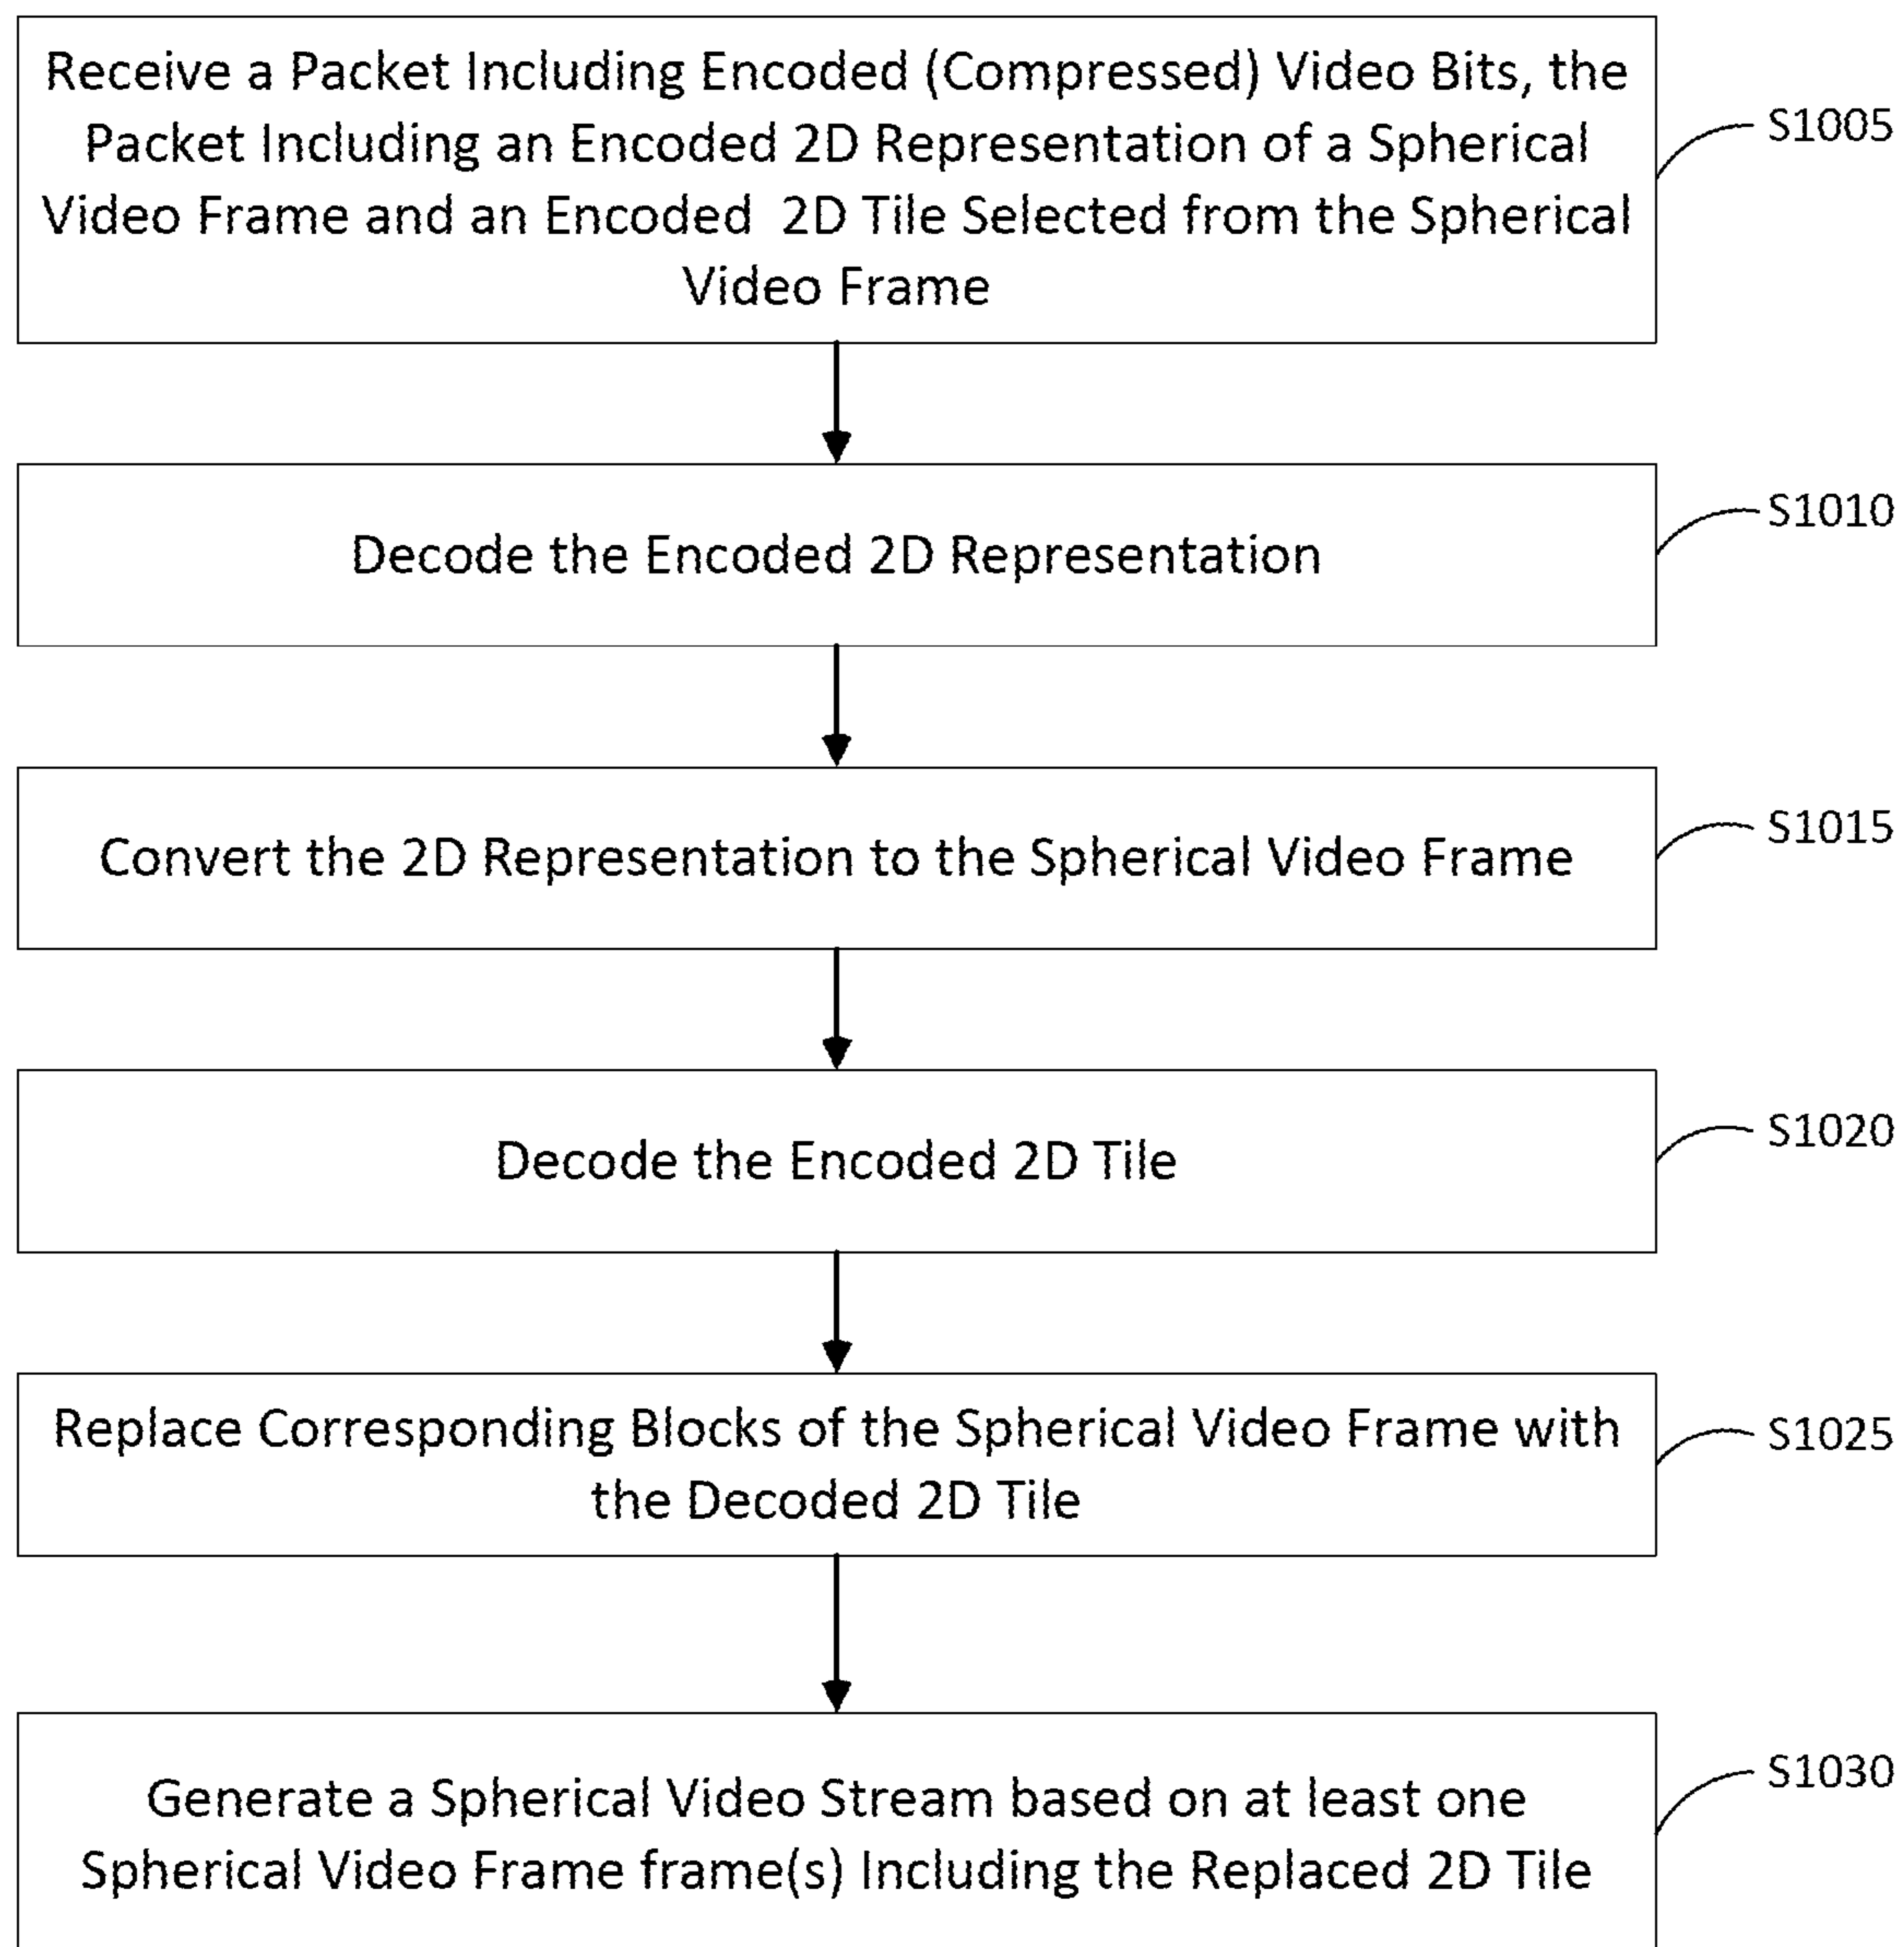 Receive a Packet Including Encoded (Compressed) Video Bits, the
Packet Including an Encoded 2D Representation of a Spherical
Video Frame and an Encoded 2D Tile Selected from the Spherical
Video Frame
S1005
Decode the Encoded 2D Representation
S1010
Convert the 2D Representation to the Spherical Video Frame
S1015
Decode the Encoded 2D Tile
S1020
Replace Corresponding Blocks of the Spherical Video Frame with
the Decoded 2D Tile
S1025
Generate a Spherical Video Stream based on at least one
Spherical Video Frame frame(s) Including the Replaced 2D Tile
S1030